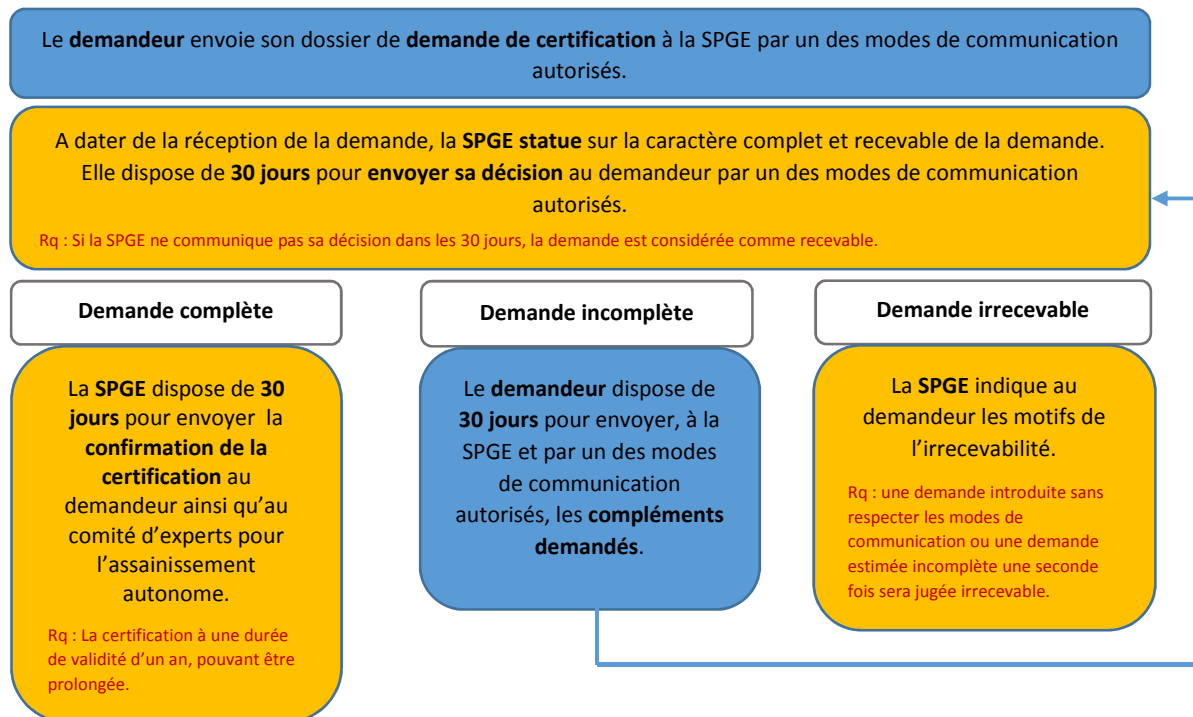 Le demandeur envoie son dossier de demande de certification à la SPGE par un des modes de communication
autorisés.
A dater de la réception de la demande, la SPGE statue sur la caractère complet et recevable de la demande.
Elle dispose de 30 jours pour envoyer sa décision au demandeur par un des modes de communication
autorisés.
Rq : Si la SPGE ne communique pas sa décision dans les 30 jours, la demande est considérée comme recevable.
Demande complète
La SPGE dispose de 30
jours pour envoyer la
confirmation de la
certification au
demandeur ainsi qu’au
comité d’experts pour
l’assainissement
autonome.
Rq : La certification à une durée
de validité d’un an, pouvant être
prolongée.
Demande incomplète
Le demandeur dispose de
30 jours pour envoyer, à la
SPGE et par un des modes
de communication
autorisés, les compléments
demandés.
Demande irrecevable
La SPGE indique au
demandeur les motifs de
l’irrecevabilité.
Rq : une demande introduite sans
respecter les modes de
communication ou une demande
estimée incomplète une seconde
fois sera jugée irrecevable.